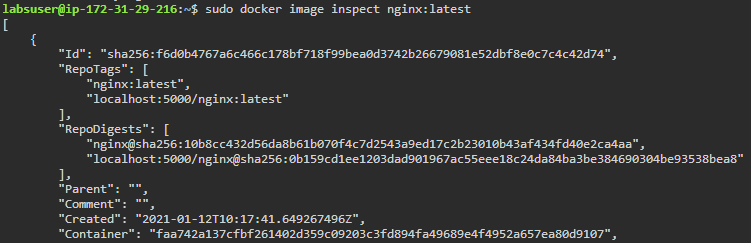 labsuser@ip-172-31-29-216:~$ sudo docker image inspect nginx:latest
[
    {
        "Id": "sha256:f6d0b4767a6c466c178bf718f99bea0d3742b26679081e52dbf8e0c7c4c42d74",
        "RepoTags": [
            "nginx:latest",
            "localhost:5000/nginx:latest"
        ],
        "RepoDigests": [
            "nginx@sha256:10b8cc432d56da8b61b070f4c7d2543a9ed17c2b23010b43af434fd40e2ca4aa",
            "localhost:5000/nginx@sha256:0b159cd1ee1203dad901967ac55eee18c24da84ba3be384690304be93538bea8"
        ],
        "Parent": "",
        "Comment": "",
        "Created": "2021-01-12T10:17:41.649267496Z",
        "Container": "faa742a137cfbf261402d359c09203c3fd894fa49689e4f4952a657ea80d9107",